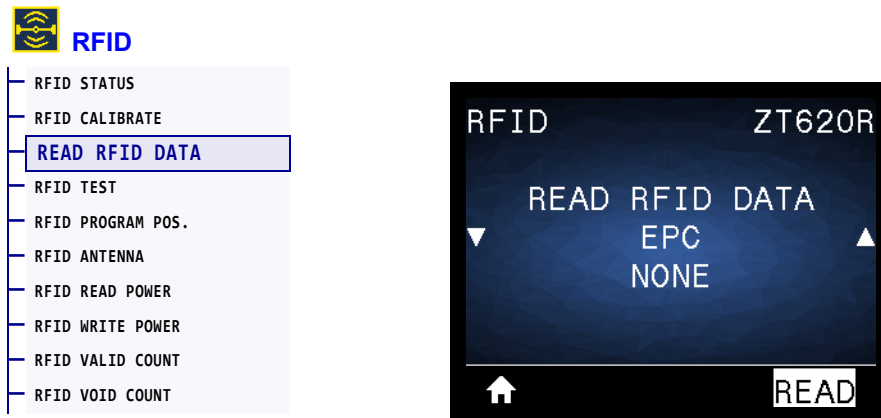 RFID
RFID STATUS
RFID CALIBRATE
READ RFID DATA
RFID TEST
RFID PROGRAM POS.
RFID ANTENNA
RFID READ POWER
RFID WRITE POWER
RFID VALID COUNT
RFID VOID COUNT
RFID ZT620R
READ RFID DATA
EPC
NONE
READ